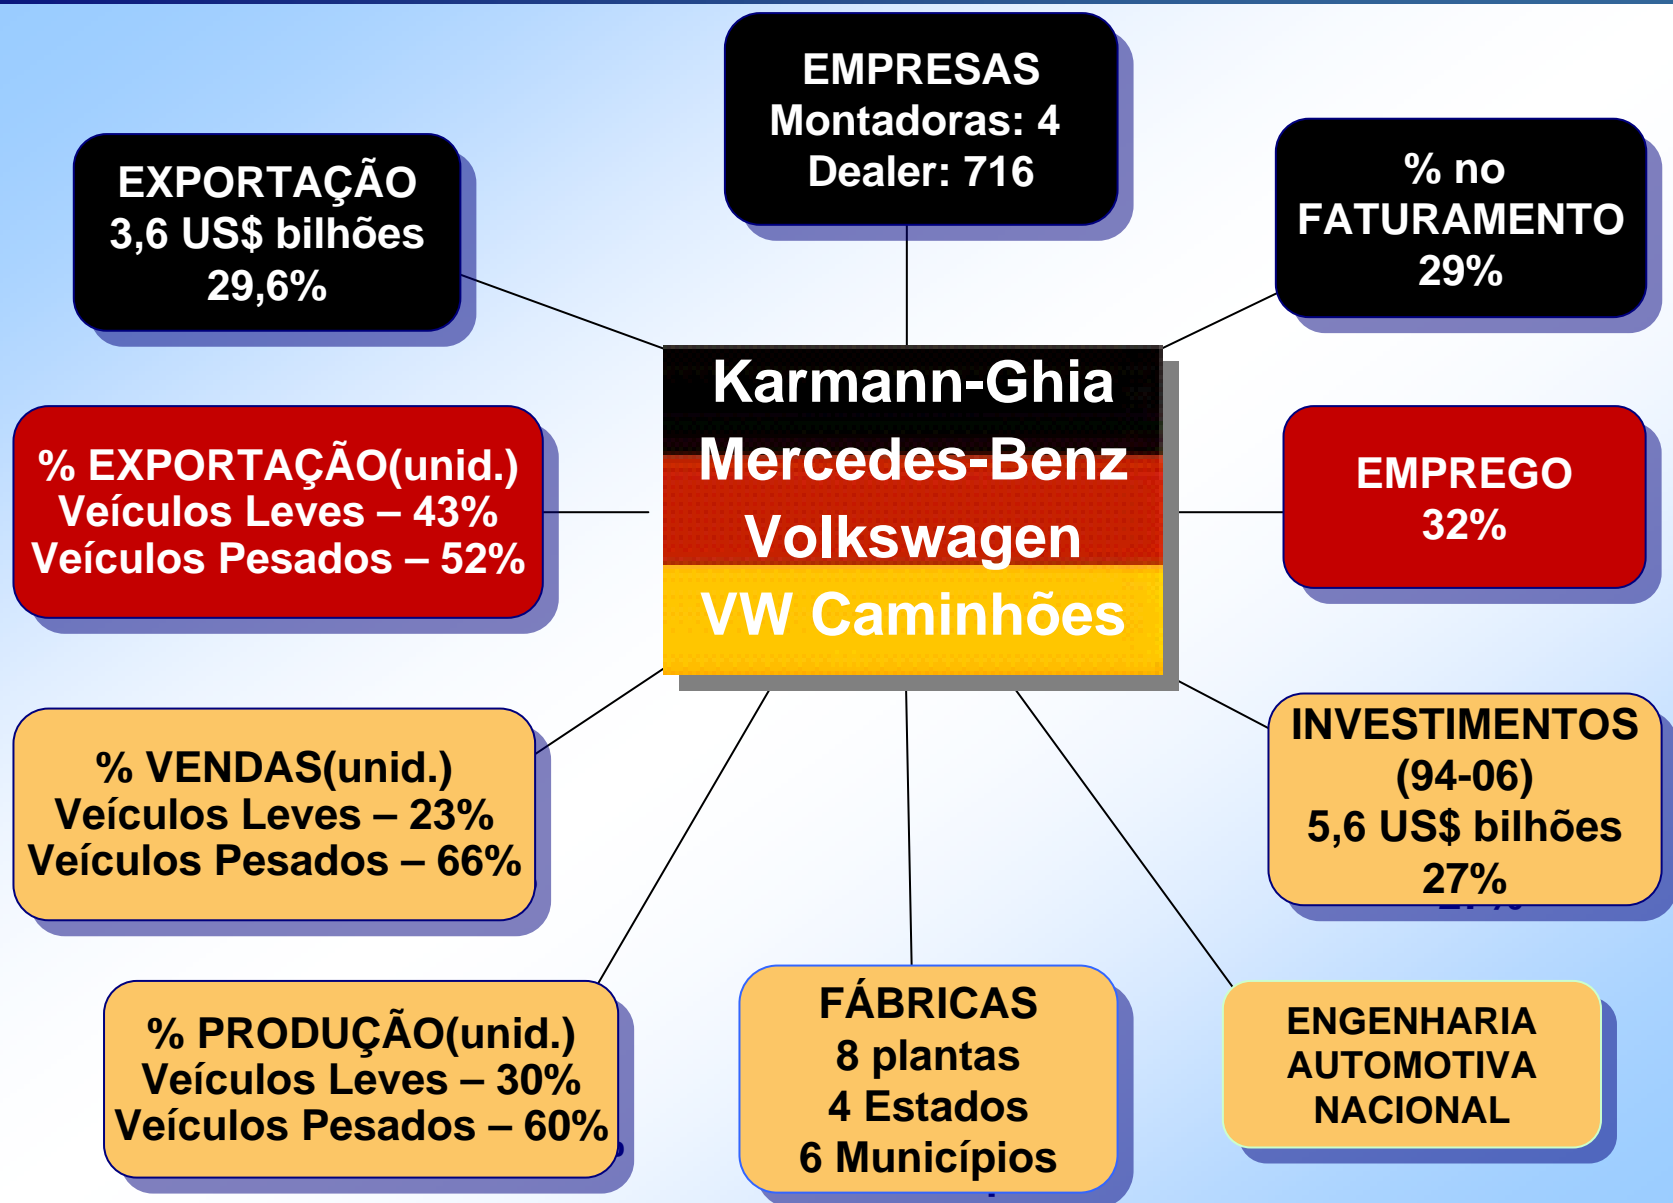 EMPRESAS
Montadoras: 4
Dealer: 716
EXPORTAÇÃO
3,6 US$ bilhões
29,6%
% no
FATURAMENTO
29%
Karmann-Ghia
Mercedes-Benz
Volkswagen
VW Caminhões
% EXPORTAÇÃO(unid.)
Veículos Leves – 43%
Veículos Pesados – 52%
EMPREGO
32%
% VENDAS(unid.)
Veículos Leves – 23%
Veículos Pesados – 66%
INVESTIMENTOS
(94-06)
5,6 US$ bilhões
27%
% PRODUÇÃO(unid.)
Veículos Leves – 30%
Veículos Pesados – 60%
FÁBRICAS
8 plantas
4 Estados
6 Municípios
ENGENHARIA
AUTOMOTIVA
NACIONAL